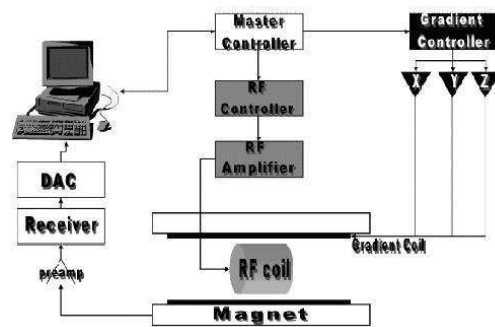 Master
Controller
Gradient
Controller
X Y Z
RF
Controller
RF
Amplifier
DAC
Receiver
preamp
Gradient Coil
RF coil
Magnet